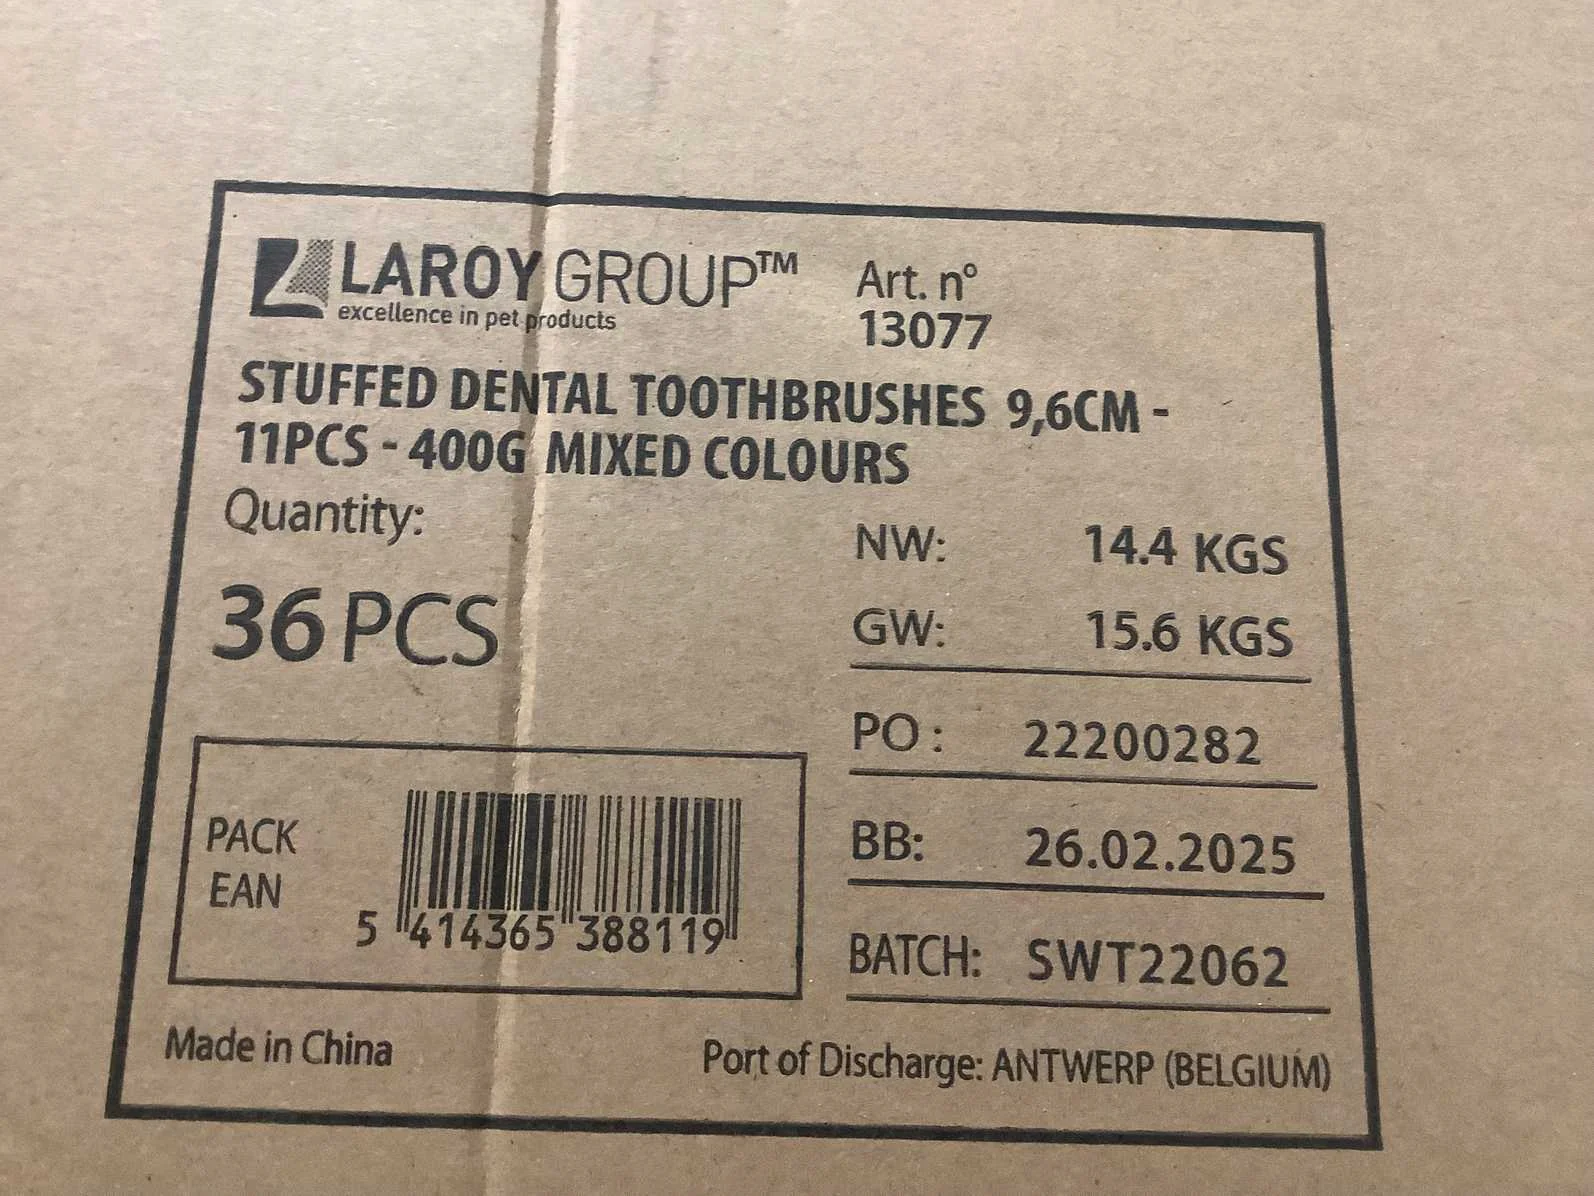 LAROY GROUP™
excellence in pet products
Art. n°
13077
STUFFED DENTAL TOOTHBRUSHES 9,6CM -
11PCS - 400G MIXED COLOURS
Quantity:
36 PCS
NW: 14.4 KGS
GW: 15.6 KGS
PO : 22200282
BB: 26.02.2025
BATCH: SWT22062
PACK
EAN
5 414365 388119
Made in China
Port of Discharge: ANTWERP (BELGIUM)